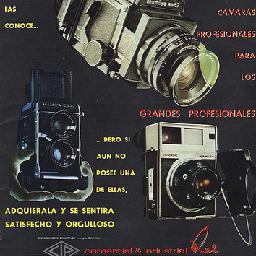 LAS
CONOCE...
CAMARAS
PROFESIONALES
PARA
LOS
GRANDES PROFESIONALES
... PERO SI
AUN NO
POSEE UNA
DE ELLAS,
ADQUIERALA Y SE SENTIRA
SATISFECHO Y ORGULLOSO
comercial & industrial